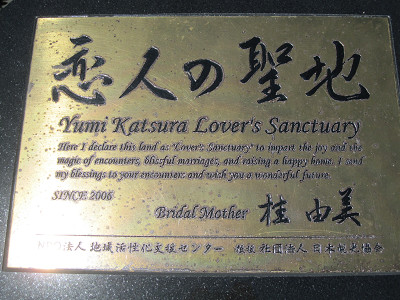 恋人の聖地
Yumi Katsura Lover's Sanctuary
Here I declare this land as "Lover's Sanctuary" to impart the joy and the
magic of encounters, blissful marriages, and raising a happy home. I send
my blessings to your encounters and wish you a wonderful future.
SINCE 2006
Bridal Mother 桂 由美
法人 地域活性化支援センター 社団法人 日本観光協会